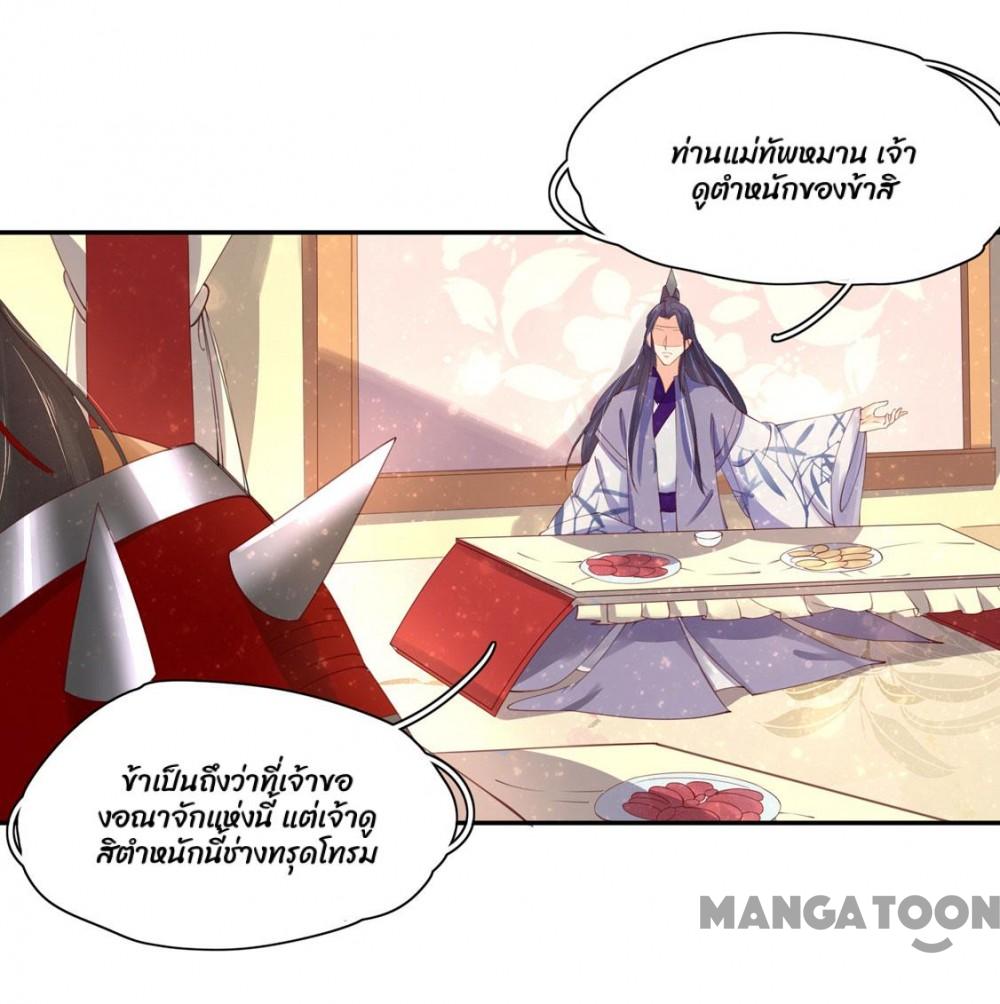 ท่านแม่ทัพหมาน เจ้า
ดูตำหนักของข้าสิ
ข้าเป็นถึงว่าที่เจ้าขอ
งอณาจักแห่งนี้ แต่เจ้าดู
สิตำหนักนี้ช่างทรุดโทรม
MANGATOON